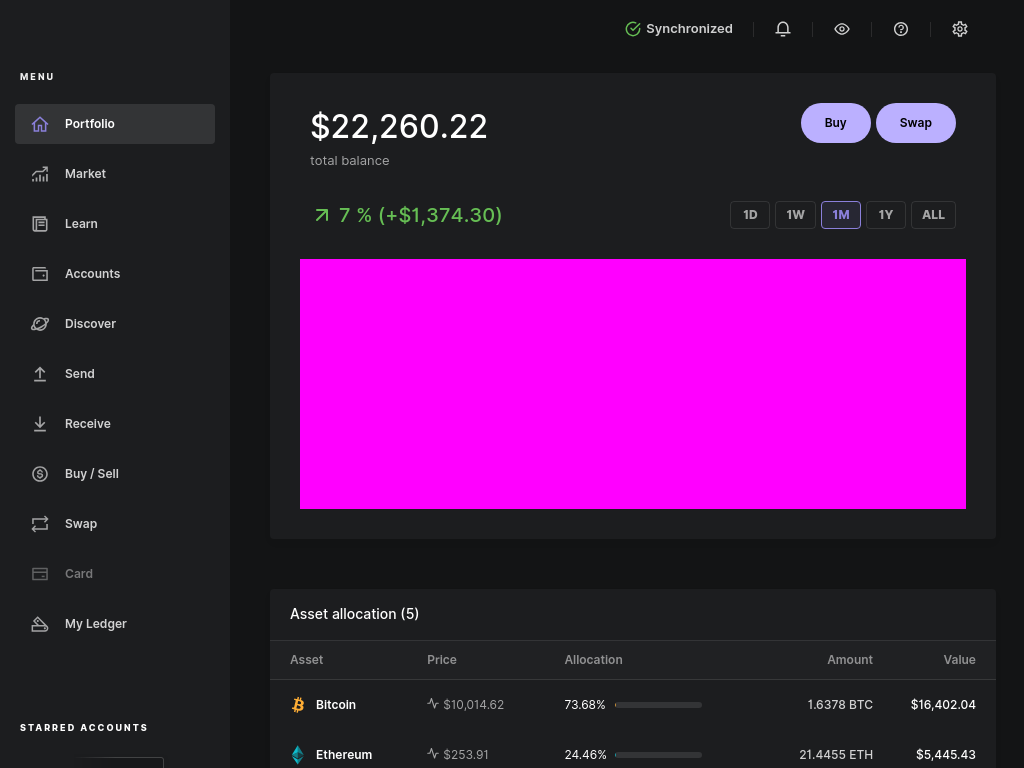 Synchronized
MENU
Portfolio
Market
Learn
Accounts
Discover
Send
Receive
Buy / Sell
Swap
Card
My Ledger
STARRED ACCOUNTS
$22,260.22
total balance
Buy
Swap
7 % (+$1,374.30)
1D
1W
1M
1Y
ALL
Asset allocation (5)
Asset Price Allocation Amount Value
Bitcoin $10,014.62 73.68% 1.6378 BTC $16,402.04
Ethereum $253.91 24.46% 21.4455 ETH $5,445.43